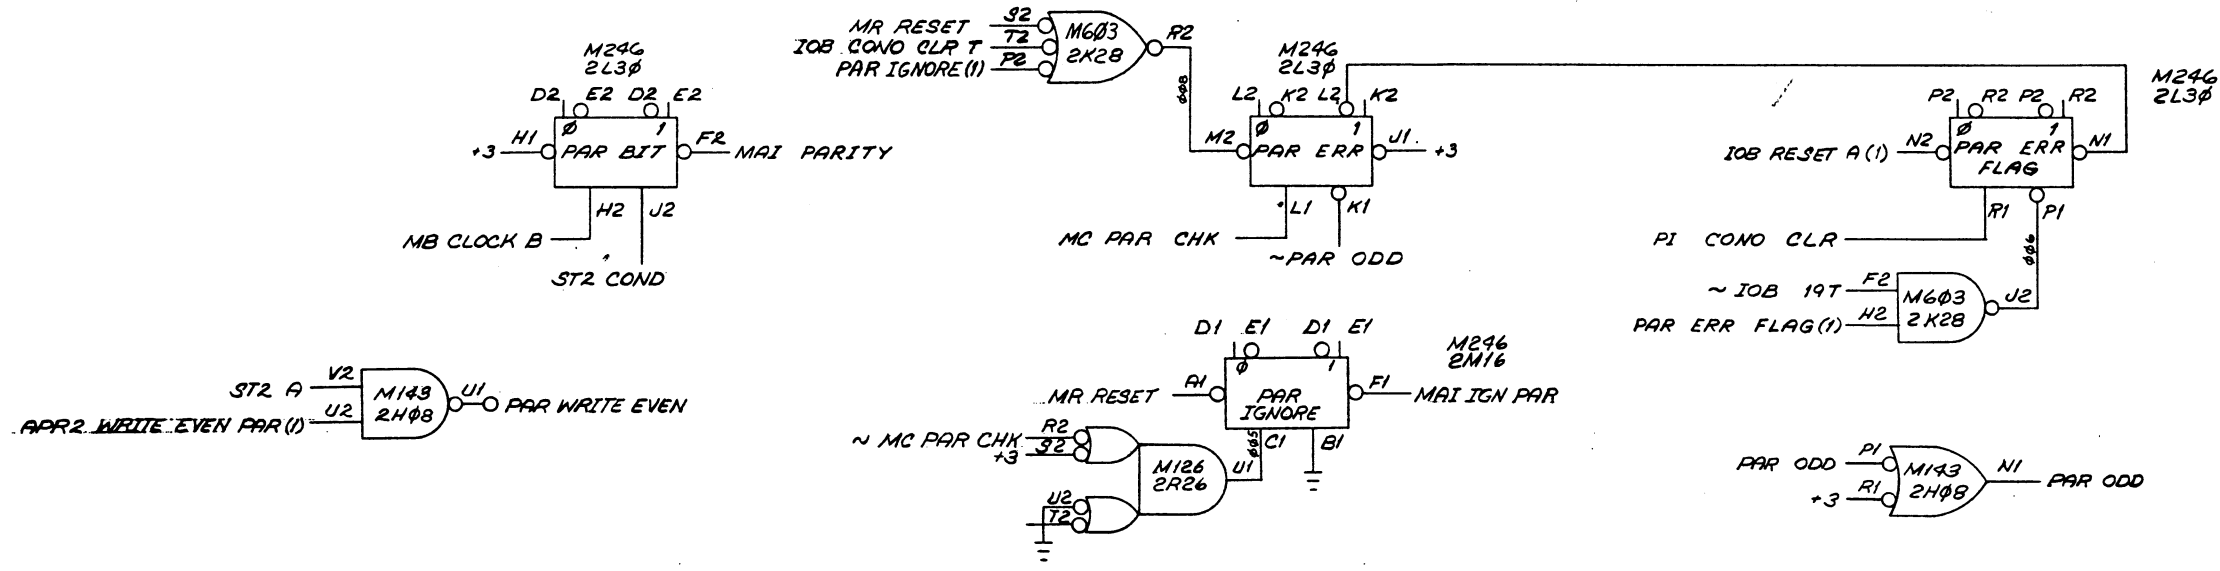 M246
2L3Ø
D2 E2 D2 E2
Ø 1
+3 H1 PAR BIT F2 MAI PARITY
H2 J2
MB CLOCK B
ST2 COND
MR RESET S2
IOB CONO CLR T T2
PAR IGNORE(1) P2
M6Ø3
2K28
R2
ØØ8
M246
2L3Ø
L2 K2 L2 K2
Ø 1
M2 PAR ERR J1 +3
L1 K1
MC PAR CHK
~PAR ODD
M246
2L3Ø
P2 R2 P2 R2
Ø 1
IOB RESET A(1) N2 PAR ERR N1
FLAG
R1 P1
PI CONO CLR
ØØ6
~ IOB 19T F2
PAR ERR FLAG(1) H2
M6Ø3
2K28
J2
ST2 A V2
APR2 WRITE EVEN PAR(1) U2
M143
2HØ8
U1 PAR WRITE EVEN
D1 E1 D1 E1
M246
2M16
Ø 1
MR RESET A1 PAR F1 MAI IGN PAR
IGNORE
ØØ5 C1 B1
~ MC PAR CHK R2
+3 S2
M126
2R26
U1
U2
T2
PAR ODD P1
+3 R1
M143
2HØ8
N1 PAR ODD